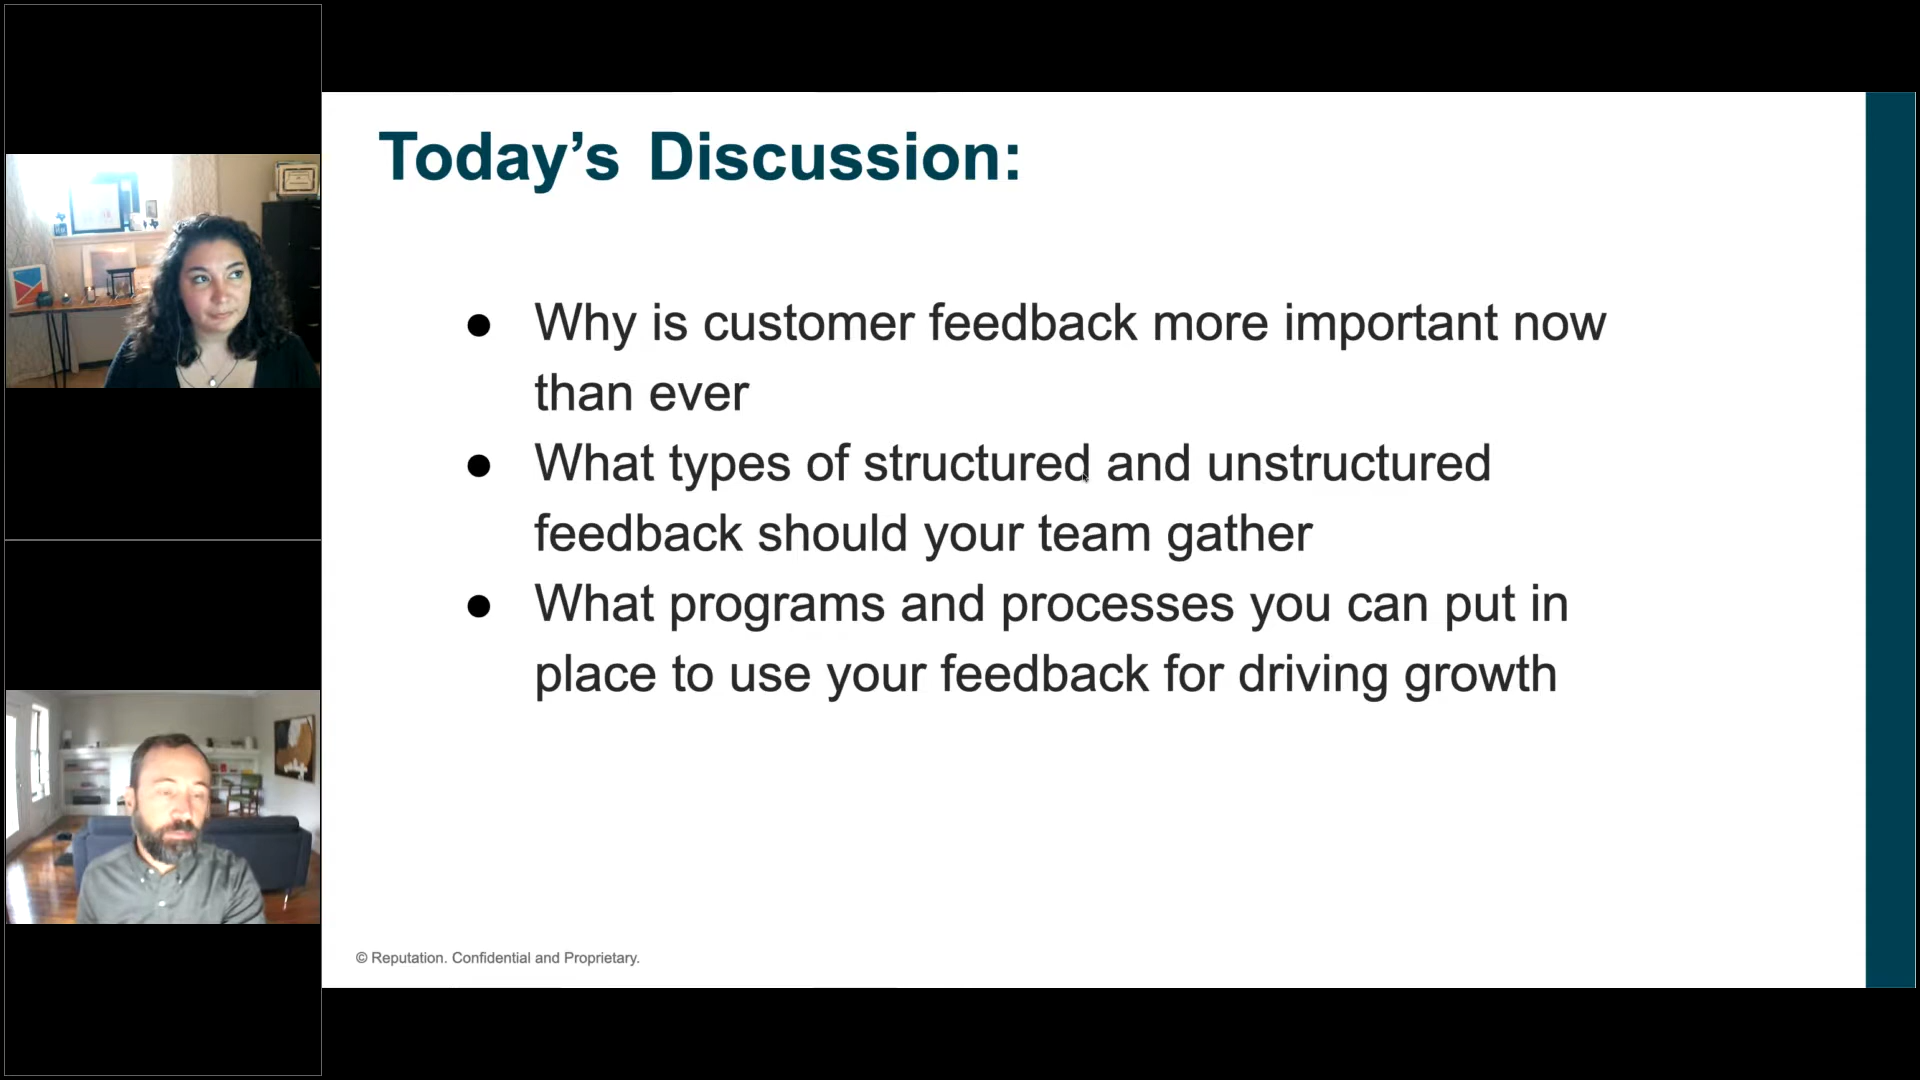 Today’s Discussion:
● Why is customer feedback more important now
than ever
● What types of structured and unstructured
feedback should your team gather
● What programs and processes you can put in
place to use your feedback for driving growth
© Reputation. Confidential and Proprietary.